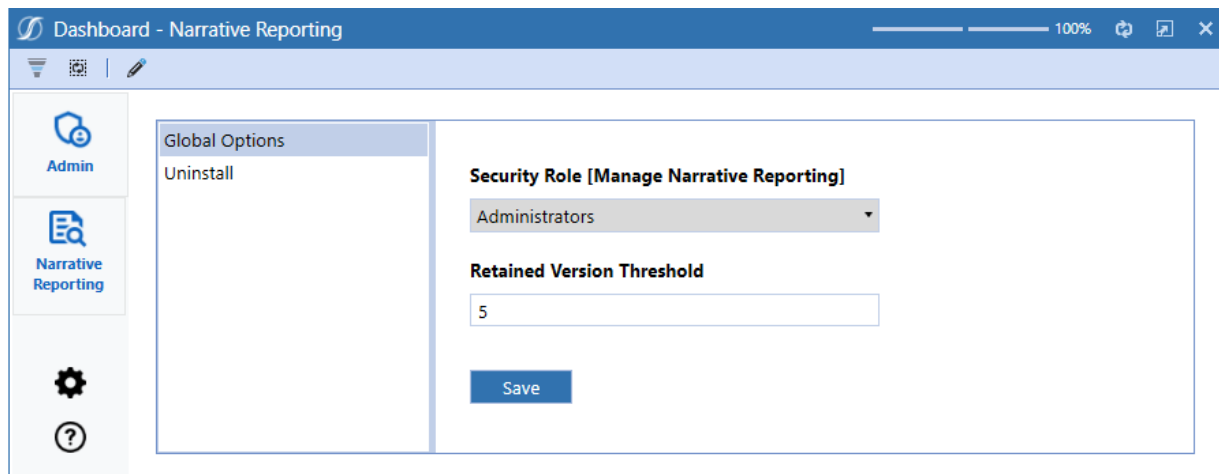 Dashboard - Narrative Reporting
100%
Admin
Narrative
Reporting
Global Options
Uninstall
Security Role [Manage Narrative Reporting]
Administrators
Retained Version Threshold
5
Save
?